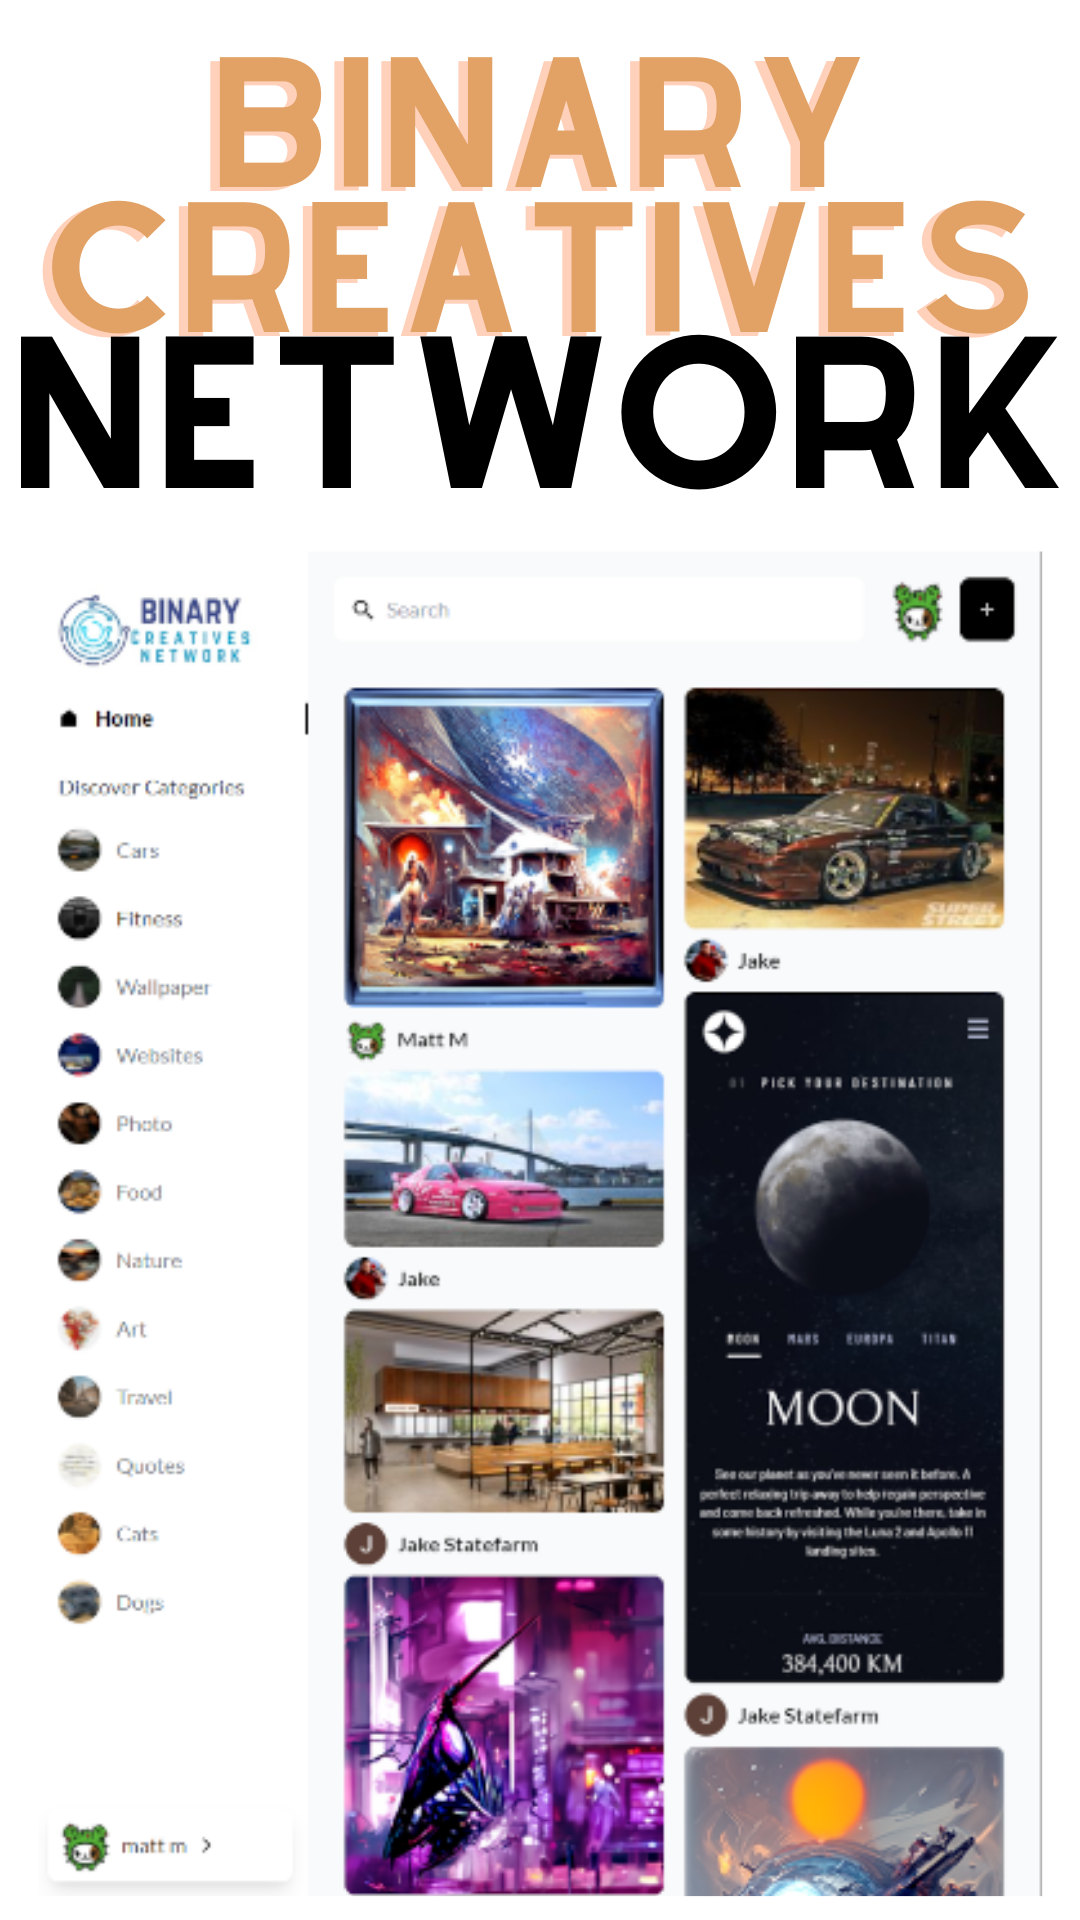 BINARY
CREATIVES
NETWORK
BINARY
CREATIVES
NETWORK
Home
Discover Categories
Cars
Fitness
Wallpaper
Websites
Photo
Food
Nature
Art
Travel
Quotes
Cats
Dogs
matt m
Search
+
Matt M
Jake
Jake Statefarm
SUPER
STREET
Jake
01 PICK YOUR DESTINATION
MOON MARS EUROPA TITAN
MOON
See our planet as you've never seen it before. A
perfect relaxing trip away to help regain perspective
and come back refreshed. While you're there, take in
some history by visiting the Luna 2 and Apollo 11
landing sites.
AVG. DISTANCE
384,400 KM
J Jake Statefarm